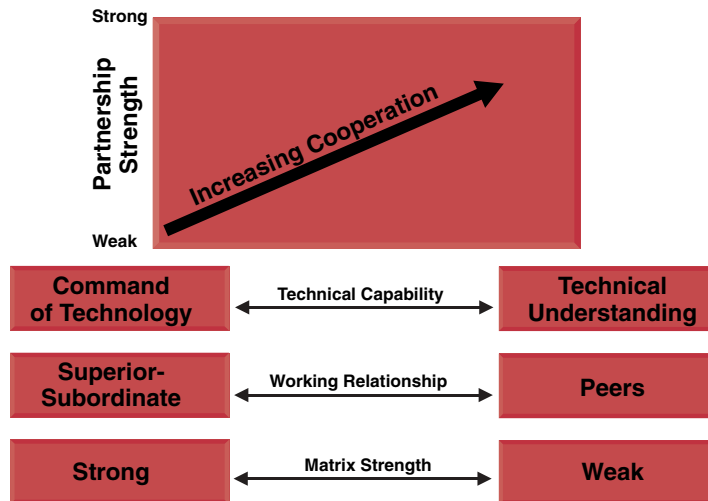 Strong
Partnership
Strength
Increasing Cooperation
Weak
Command
of Technology
Technical Capability
Technical
Understanding
Superior-
Subordinate
Working Relationship
Peers
Strong
Matrix Strength
Weak